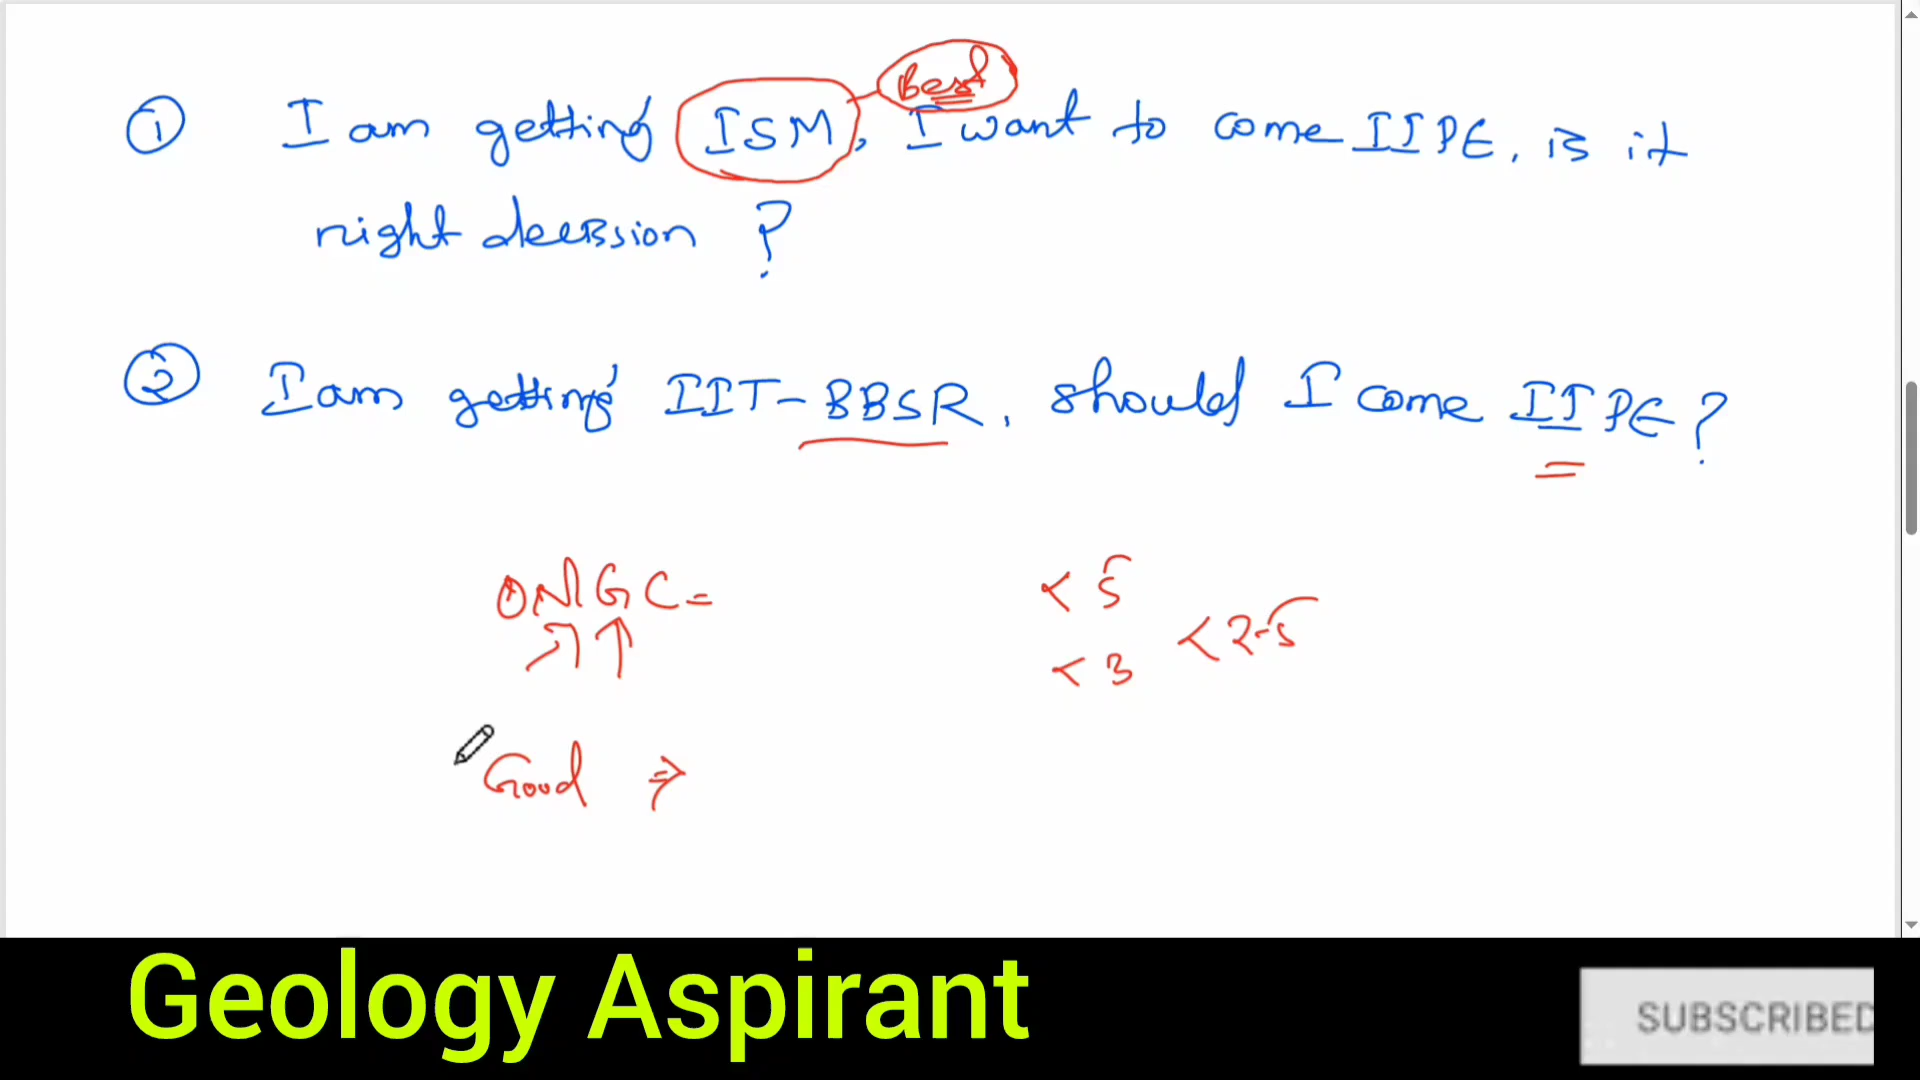 Best
① I am getting ISM, I want to come IIPE, is it
right decission ?
② I am getting IIT-BBSR, should I come IIPE?
ONGC=
< 5
< 3 < 2.5
Good ⇒
Geology Aspirant
SUBSCRIBED